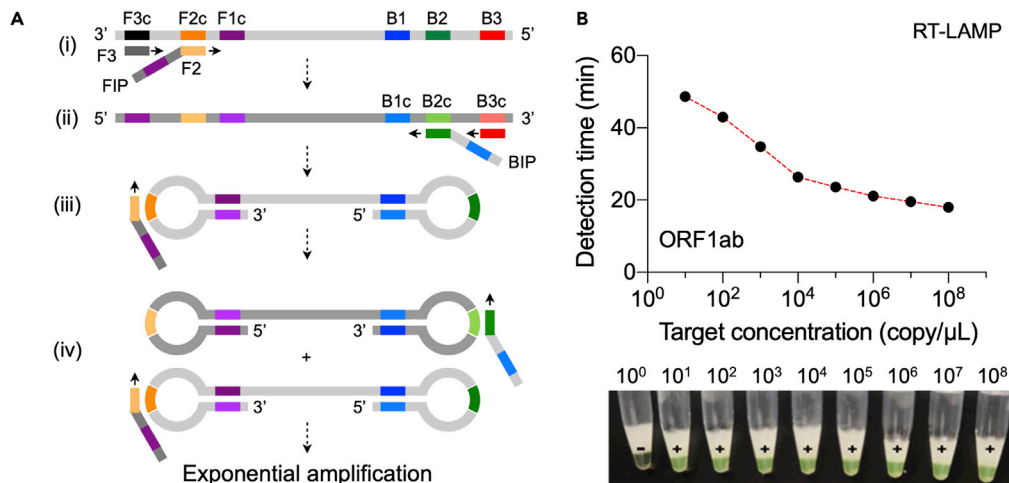 A
F3c F2c F1c B1 B2 B3
3’ 5’
(i)
F3 F2
FIP
B1c B2c B3c
(ii) 5’ 3’
BIP
(iii)
3’ 5’
(iv)
5’ 3’
+
3’ 5’
Exponential amplification
B
RT-LAMP
Detection time (min)
60
40
20
0
ORF1ab
10⁰ 10² 10⁴ 10⁶ 10⁸
Target concentration (copy/µL)
10⁰ 10¹ 10² 10³ 10⁴ 10⁵ 10⁶ 10⁷ 10⁸
− + + + + + + + +